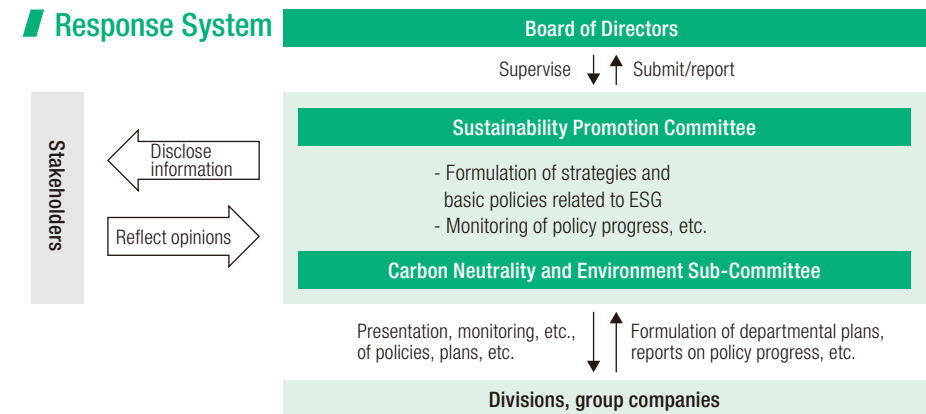 Response System
Board of Directors
Supervise
Submit/report
Stakeholders
Disclose
information
Reflect opinions
Sustainability Promotion Committee
- Formulation of strategies and
basic policies related to ESG
- Monitoring of policy progress, etc.
Carbon Neutrality and Environment Sub-Committee
Presentation, monitoring, etc.,
of policies, plans, etc.
Formulation of departmental plans,
reports on policy progress, etc.
Divisions, group companies